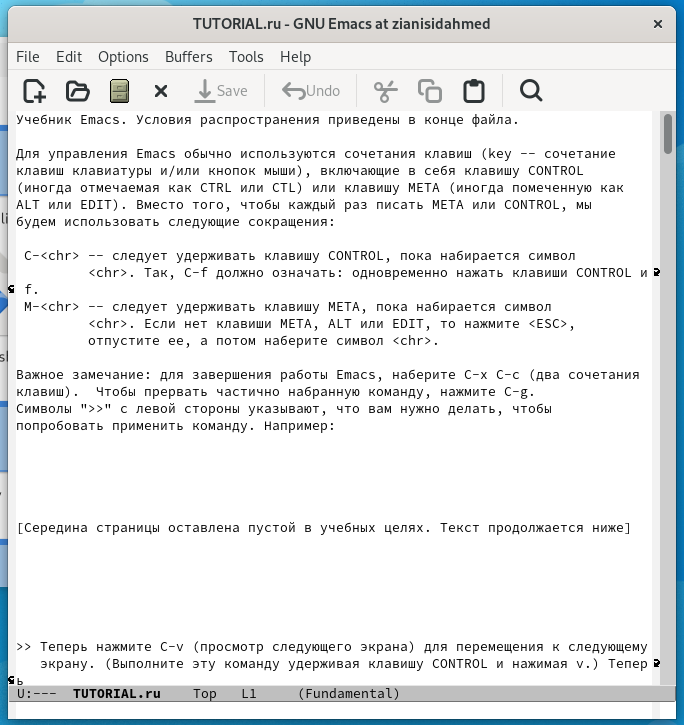 TUTORIAL.ru - GNU Emacs at zianisidahmed
File Edit Options Buffers Tools Help
Save Undo
Учебник Emacs. Условия распространения приведены в конце файла.
Для управления Emacs обычно используются сочетания клавиш (key -- сочетание
клавиш клавиатуры и/или кнопок мыши), включающие в себя клавишу CONTROL
(иногда отмечаемая как CTRL или CTL) или клавишу META (иногда помеченную как
ALT или EDIT). Вместо того, чтобы каждый раз писать META или CONTROL, мы
будем использовать следующие сокращения:
C-<chr> -- следует удерживать клавишу CONTROL, пока набирается символ
<chr>. Так, C-f должно означать: одновременно нажать клавиши CONTROL и
f.
M-<chr> -- следует удерживать клавишу META, пока набирается символ
<chr>. Если нет клавиши META, ALT или EDIT, то нажмите <ESC>,
отпустите ее, а потом наберите символ <chr>.
Важное замечание: для завершения работы Emacs, наберите C-x C-c (два сочетания
клавиш).  Чтобы прервать частично набранную команду, нажмите C-g.
Символы ">>" с левой стороны указывают, что вам нужно делать, чтобы
попробовать применить команду. Например:
[Середина страницы оставлена пустой в учебных целях. Текст продолжается ниже]
>> Теперь нажмите C-v (просмотр следующего экрана) для перемещения к следующему
экрану. (Выполните эту команду удерживая клавишу CONTROL и нажимая v.) Тепер
ь
U:--- TUTORIAL.ru Top L1 (Fundamental)